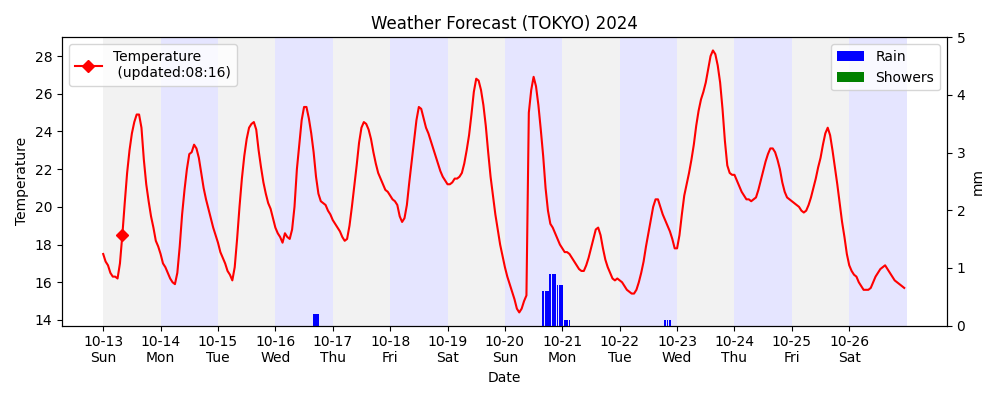 Weather Forecast (TOKYO) 2024
Temperature
(updated:08:16)
Rain
Showers
Temperature
28
26
24
22
20
18
16
14
5
4
3
2
1
0
mm
10-13 10-14 10-15 10-16 10-17 10-18 10-19 10-20 10-21 10-22 10-23 10-24 10-25 10-26
Sun Mon Tue Wed Thu Fri Sat Sun Mon Tue Wed Thu Fri Sat
Date